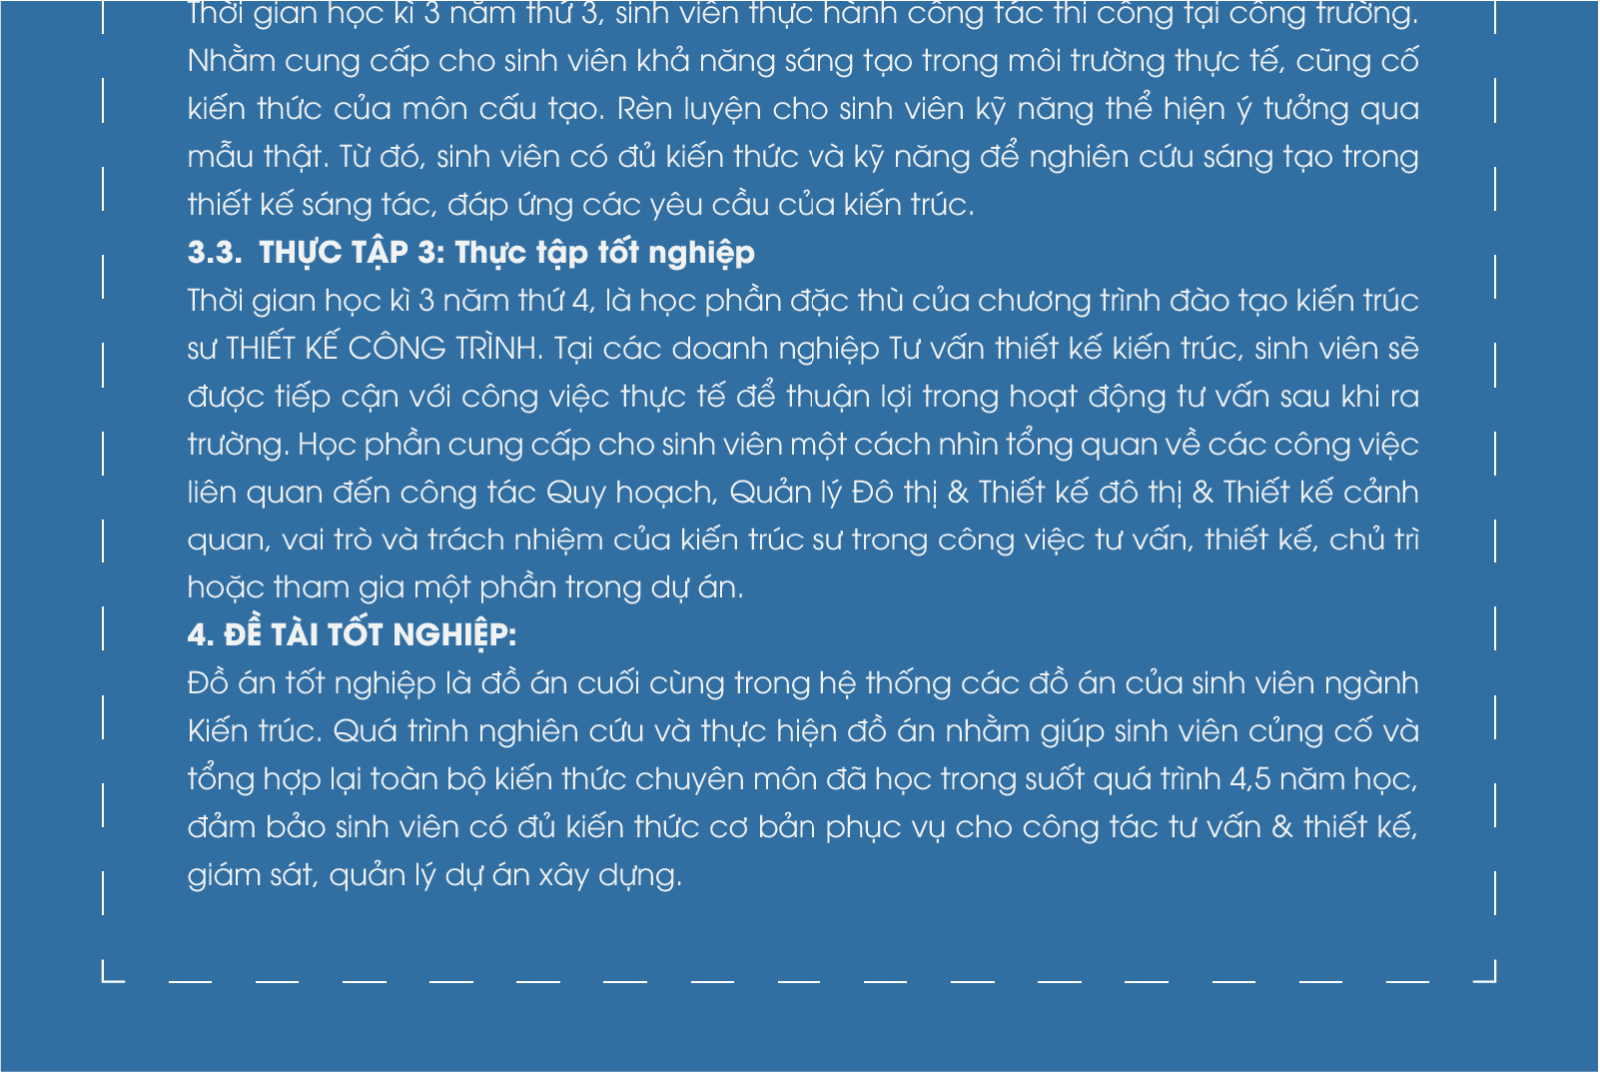 Thời gian học kì 3 năm thứ 3, sinh viên thực hành công tác thi công tại công trường.
Nhằm cung cấp cho sinh viên khả năng sáng tạo trong môi trường thực tế, cũng cố
kiến thức của môn cấu tạo. Rèn luyện cho sinh viên kỹ năng thể hiện ý tưởng qua
mẫu thật. Từ đó, sinh viên có đủ kiến thức và kỹ năng để nghiên cứu sáng tạo trong
thiết kế sáng tác, đáp ứng các yêu cầu của kiến trúc.
3.3. THỰC TẬP 3: Thực tập tốt nghiệp
Thời gian học kì 3 năm thứ 4, là học phần đặc thù của chương trình đào tạo kiến trúc
sư THIẾT KẾ CÔNG TRÌNH. Tại các doanh nghiệp Tư vấn thiết kế kiến trúc, sinh viên sẽ
được tiếp cận với công việc thực tế để thuận lợi trong hoạt động tư vấn sau khi ra
trường. Học phần cung cấp cho sinh viên một cách nhìn tổng quan về các công việc
liên quan đến công tác Quy hoạch, Quản lý Đô thị & Thiết kế đô thị & Thiết kế cảnh
quan, vai trò và trách nhiệm của kiến trúc sư trong công việc tư vấn, thiết kế, chủ trì
hoặc tham gia một phần trong dự án.
4. ĐỀ TÀI TỐT NGHIỆP:
Đồ án tốt nghiệp là đồ án cuối cùng trong hệ thống các đồ án của sinh viên ngành
Kiến trúc. Quá trình nghiên cứu và thực hiện đồ án nhằm giúp sinh viên củng cố và
tổng hợp lại toàn bộ kiến thức chuyên môn đã học trong suốt quá trình 4,5 năm học,
đảm bảo sinh viên có đủ kiến thức cơ bản phục vụ cho công tác tư vấn & thiết kế,
giám sát, quản lý dự án xây dựng.